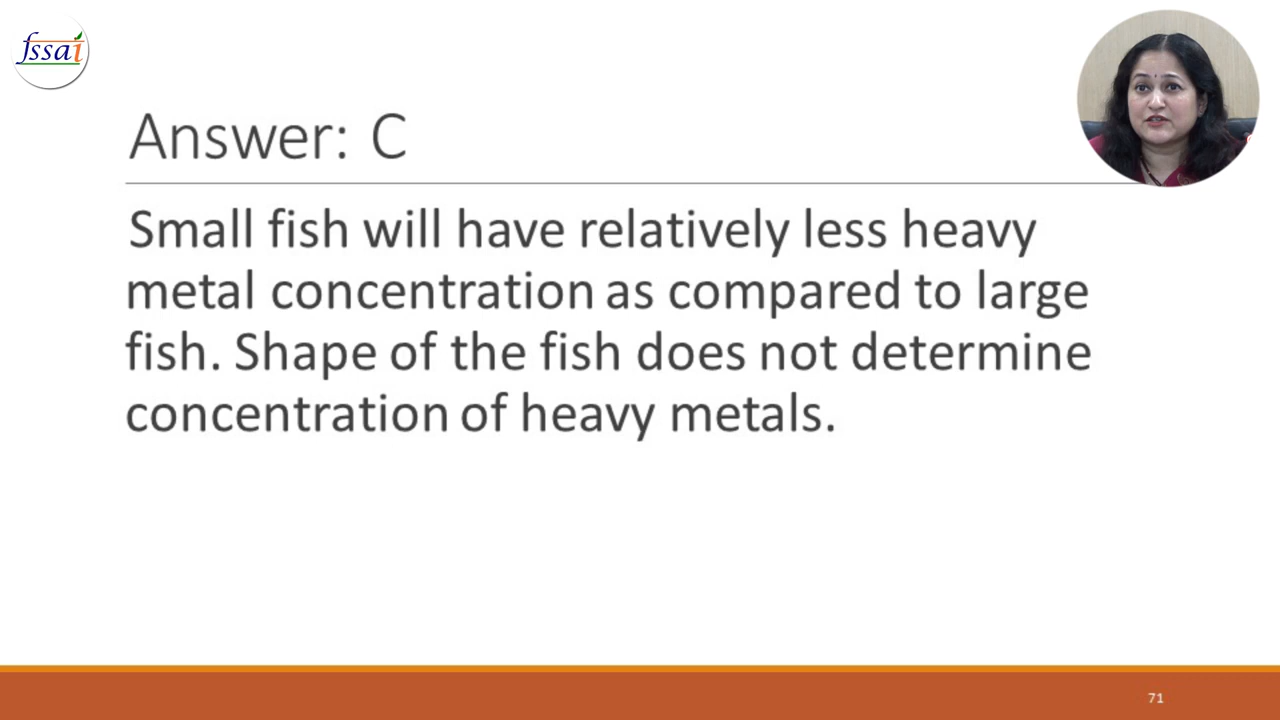 fssai
Answer: C
Small fish will have relatively less heavy
metal concentration as compared to large
fish. Shape of the fish does not determine
concentration of heavy metals.
71